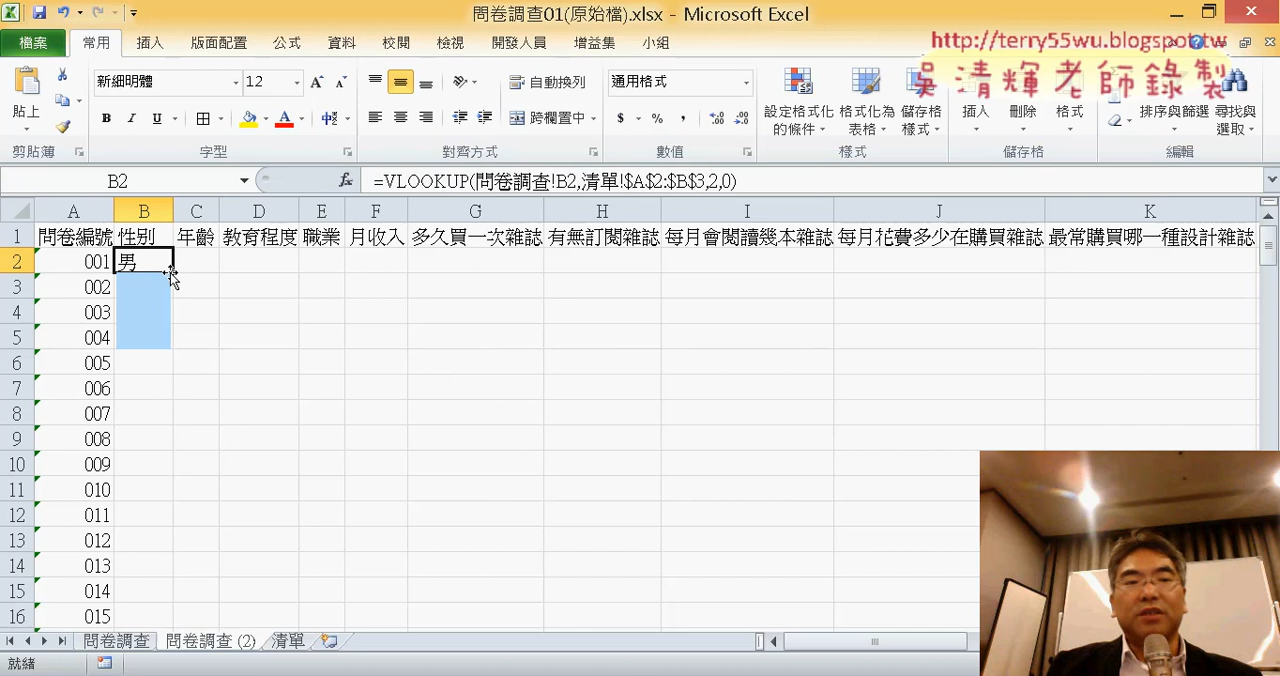 問卷調查01(原始檔).xlsx - Microsoft Excel
檔案 常用 插入 版面配置 公式 資料 校閱 檢視 開發人員 增益集 小組
http://terry55wu.blogspot.tw
吳清輝老師錄製
新細明體 12 自動換列 通用格式
貼上 B I U A 跨欄置中 $ % , 設定格式化的條件 格式化為表格 儲存格樣式 插入 刪除 格式 排序與篩選 尋找與選取
剪貼簿 字型 對齊方式 數值 樣式 儲存格 編輯
B2 fx =VLOOKUP(問卷調查!B2,清單!$A$2:$B$3,2,0)
A B C D E F G H I J K
1 問卷編號 性別 年齡 教育程度 職業 月收入 多久買一次雜誌 有無訂閱雜誌 每月會閱讀幾本雜誌 每月花費多少在購買雜誌 最常購買哪一種設計雜誌
2 001 男
3 002
4 003
5 004
6 005
7 006
8 007
9 008
10 009
11 010
12 011
13 012
14 013
15 014
16 015
問卷調查 問卷調查 (2) 清單
就緒